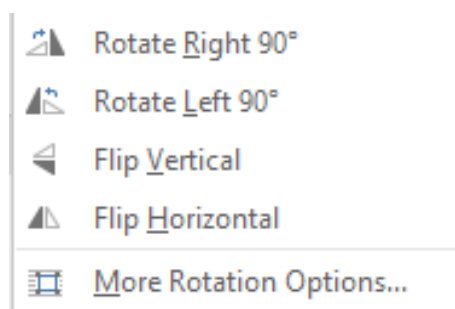 Rotate Right 90°
Rotate Left 90°
Flip Vertical
Flip Horizontal
More Rotation Options...